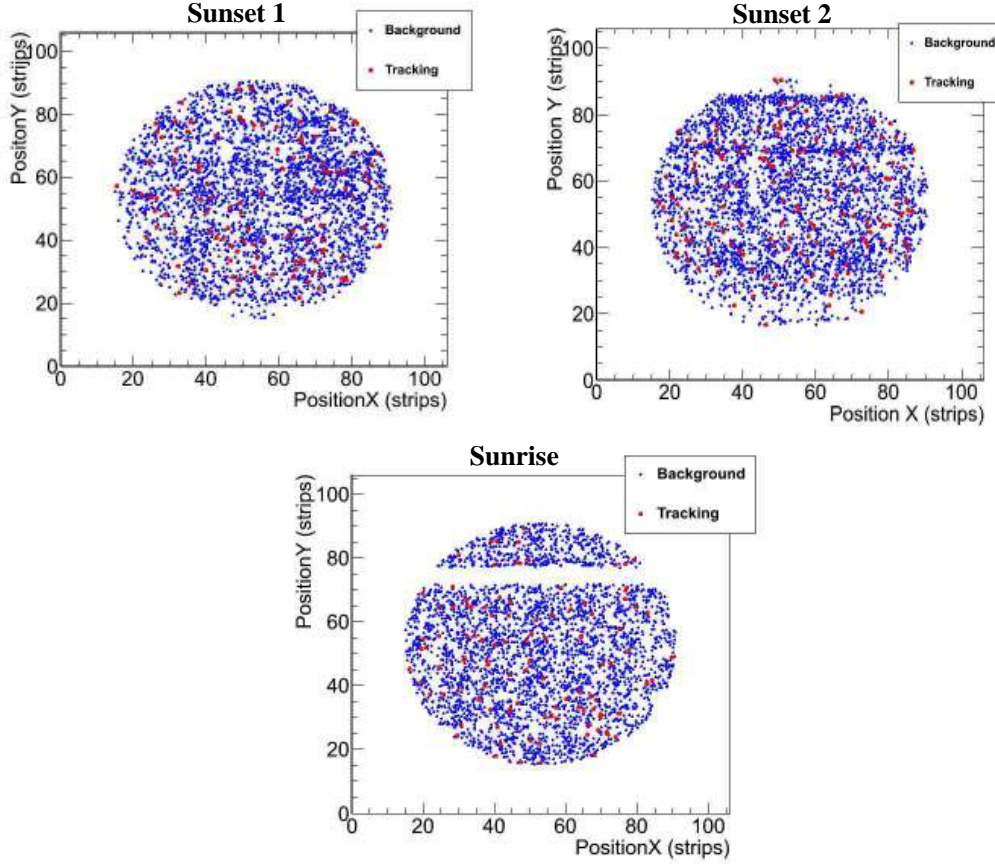 Sunset 1
Background
Tracking
PositonY (strijps)
100
80
60
40
20
0
0 20 40 60 80 100
PositionX (strips)
Sunset 2
Background
Tracking
Position Y (strips)
100
80
60
40
20
0
0 20 40 60 80 100
Position X (strips)
Sunrise
Background
Tracking
PositionY (strips)
100
80
60
40
20
0
0 20 40 60 80 100
PositionX (strips)